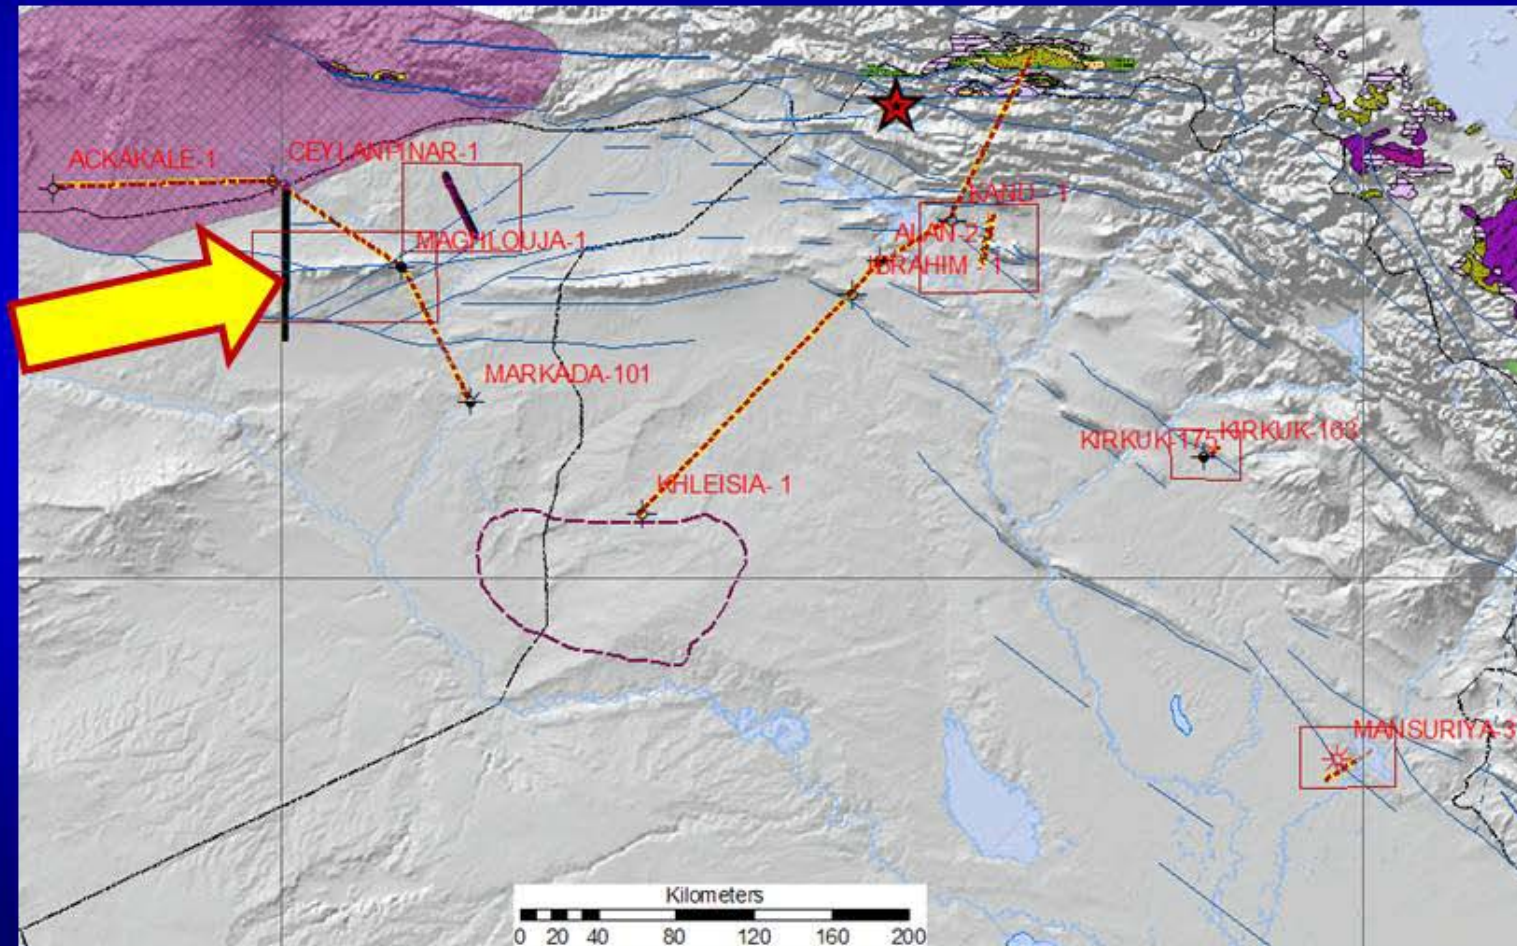 ACKAKALE-1
CEYLANPINAR-1
KAND - 1
MAGHLOUJA-1
ALAN-2
IBRAHIM - 1
MARKADA-101
KIRKUK-175
KIRKUK-163
KHLEISIA- 1
MANSURIYA-3
Kilometers
0 20 40 80 120 160 200